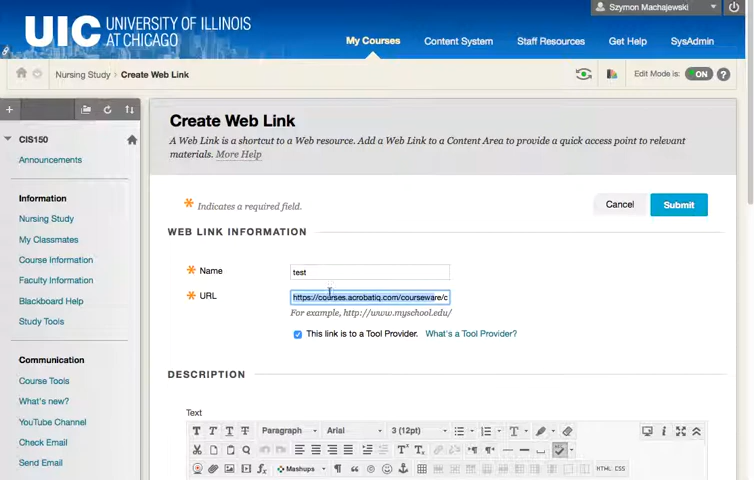 Szymon Machajewski
UIC UNIVERSITY OF ILLINOIS
AT CHICAGO
My Courses Content System Staff Resources Get Help SysAdmin
Nursing Study > Create Web Link
Edit Mode is: ON ?
CIS150
Announcements
Information
Nursing Study
My Classmates
Course Information
Faculty Information
Blackboard Help
Study Tools
Communication
Course Tools
What's new?
YouTube Channel
Check Email
Send Email
Create Web Link
A Web Link is a shortcut to a Web resource. Add a Web Link to a Content Area to provide a quick access point to relevant
materials. More Help
* Indicates a required field.
Cancel Submit
WEB LINK INFORMATION
* Name test
* URL https://courses.acrobatiq.com/courseware/c
For example, http://www.myschool.edu/
This link is to a Tool Provider. What's a Tool Provider?
DESCRIPTION
Text
T T T T Paragraph Arial 3 (12pt) T
Mashups ¶ HTML CSS